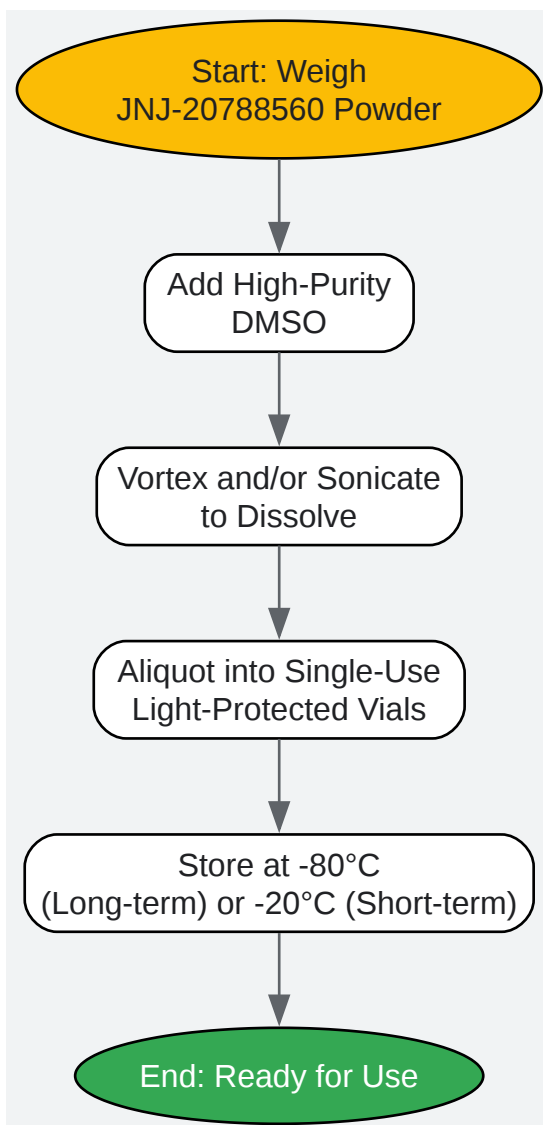 Start: Weigh
JNJ-20788560 Powder
Add High-Purity
DMSO
Vortex and/or Sonicate
to Dissolve
Aliquot into Single-Use
Light-Protected Vials
Store at -80°C
(Long-term) or -20°C (Short-term)
End: Ready for Use